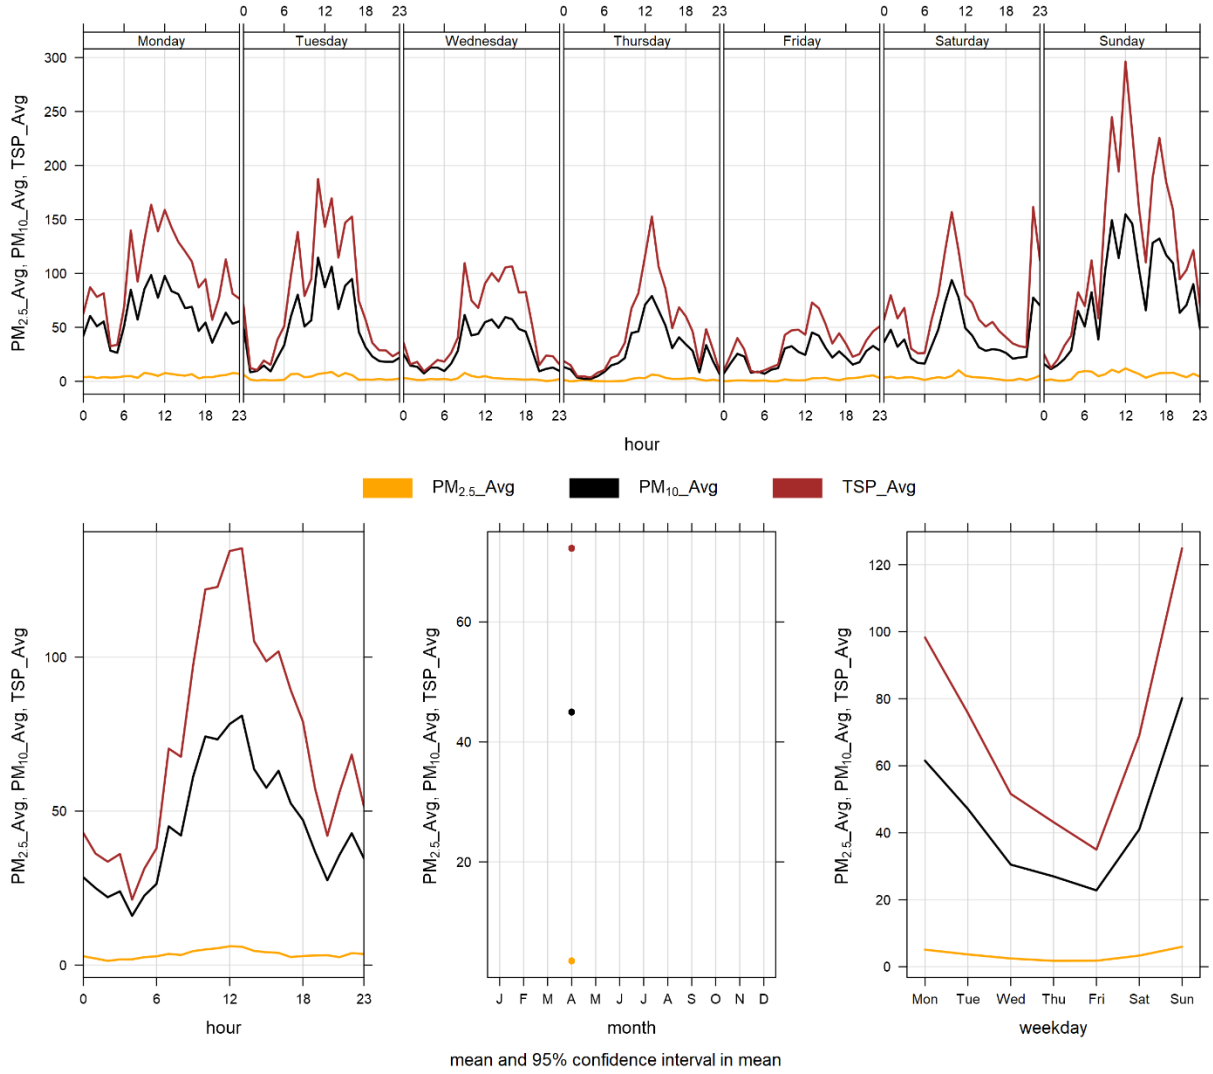 0 6 12 18 23 0 6 12 18 23 0 6 12 18 23 0 6 12 18 23
Monday Tuesday Wednesday Thursday Friday Saturday Sunday
300
250
200
150
100
50
0
PM2.5_Avg, PM10_Avg, TSP_Avg
0 6 12 18 23 0 6 12 18 23 0 6 12 18 23 0 6 12 18 23
hour
PM2.5_Avg PM10_Avg TSP_Avg
100
50
0
PM2.5_Avg, PM10_Avg, TSP_Avg
0 6 12 18 23
hour
60
40
20
PM2.5_Avg, PM10_Avg, TSP_Avg
J F M A M J J A S O N D
month
120
100
80
60
40
20
0
PM2.5_Avg, PM10_Avg, TSP_Avg
Mon Tue Wed Thu Fri Sat Sun
weekday
mean and 95% confidence interval in mean